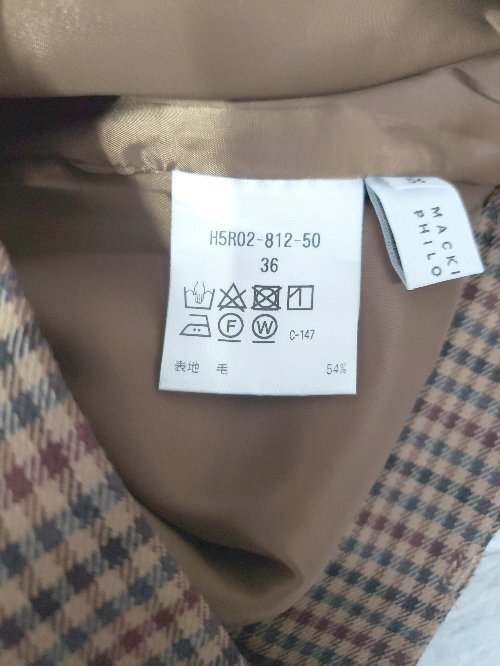 H5R02-812-50
36
F W C-147
表地 毛 54%
MACKI
PHILO